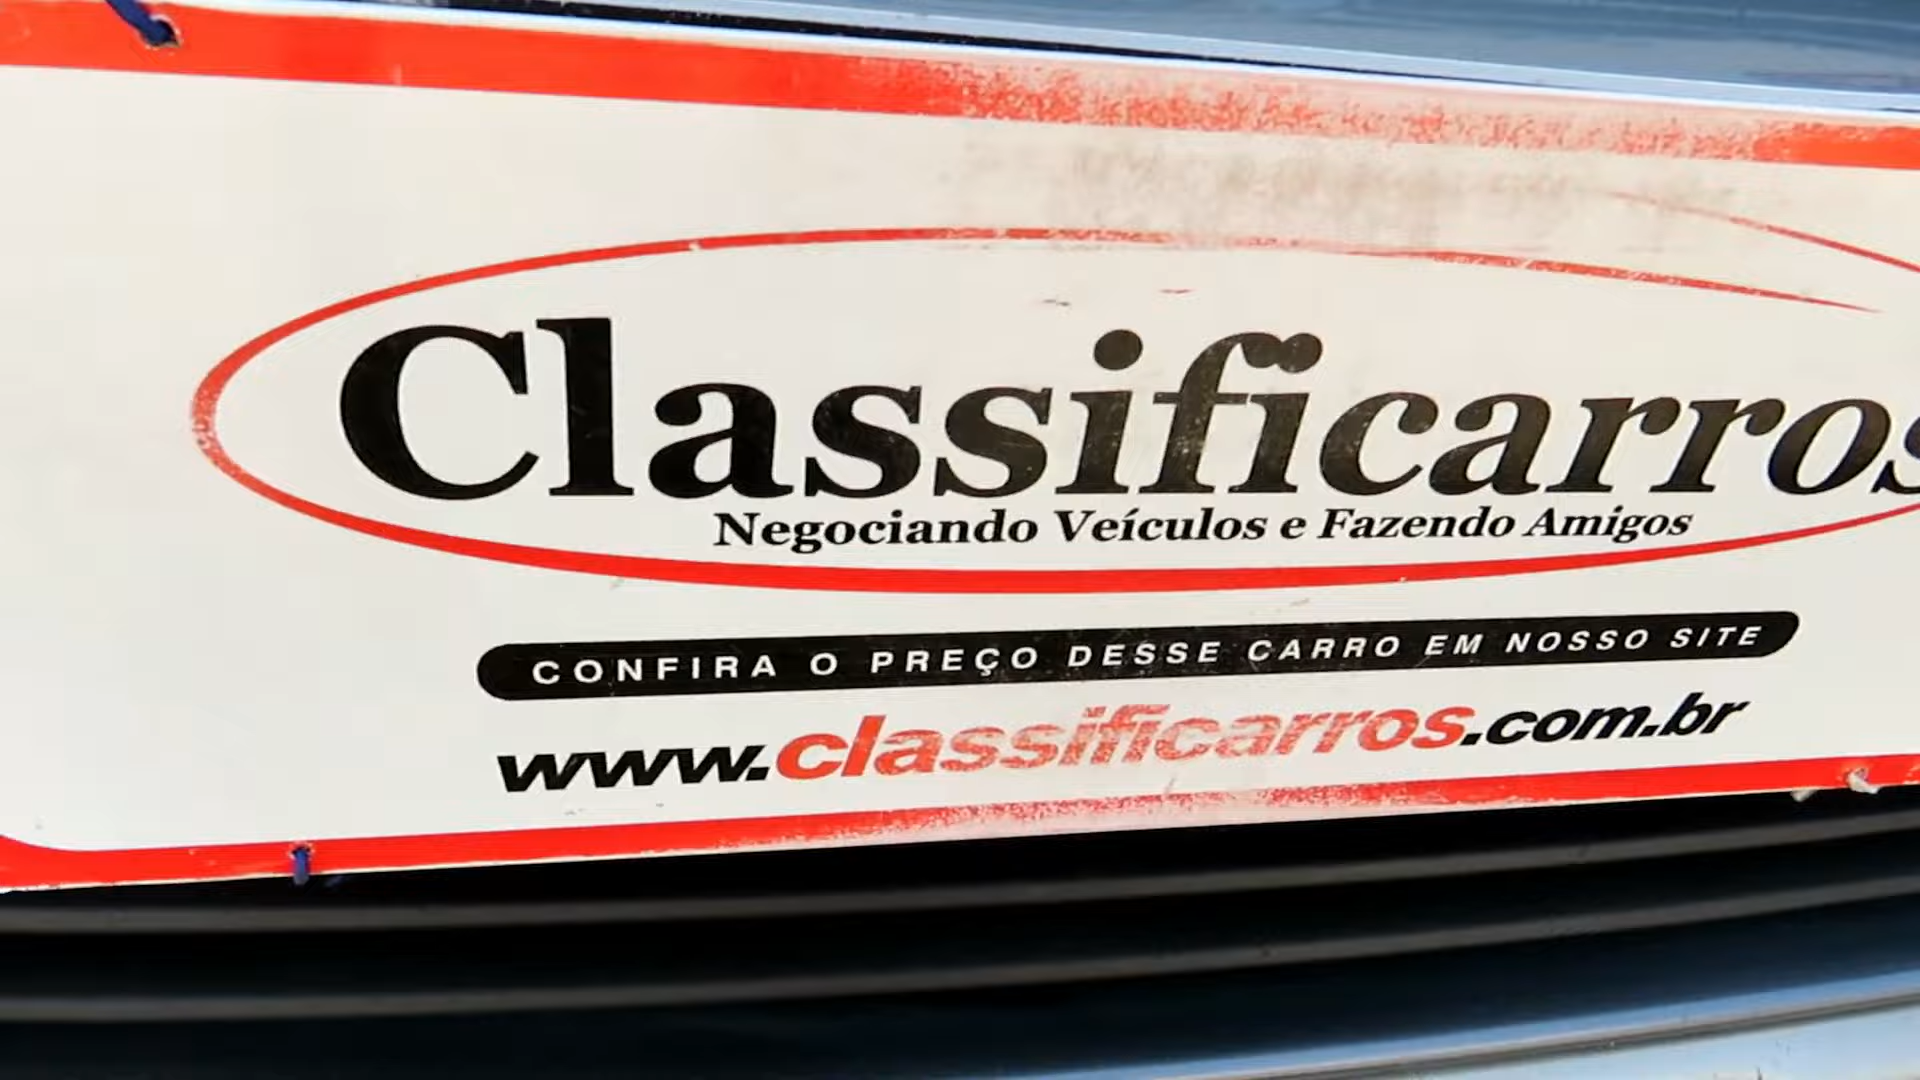 Classificarros
Negociando Veículos e Fazendo Amigos
CONFIRA O PREÇO DESSE CARRO EM NOSSO SITE
www.classificarros.com.br